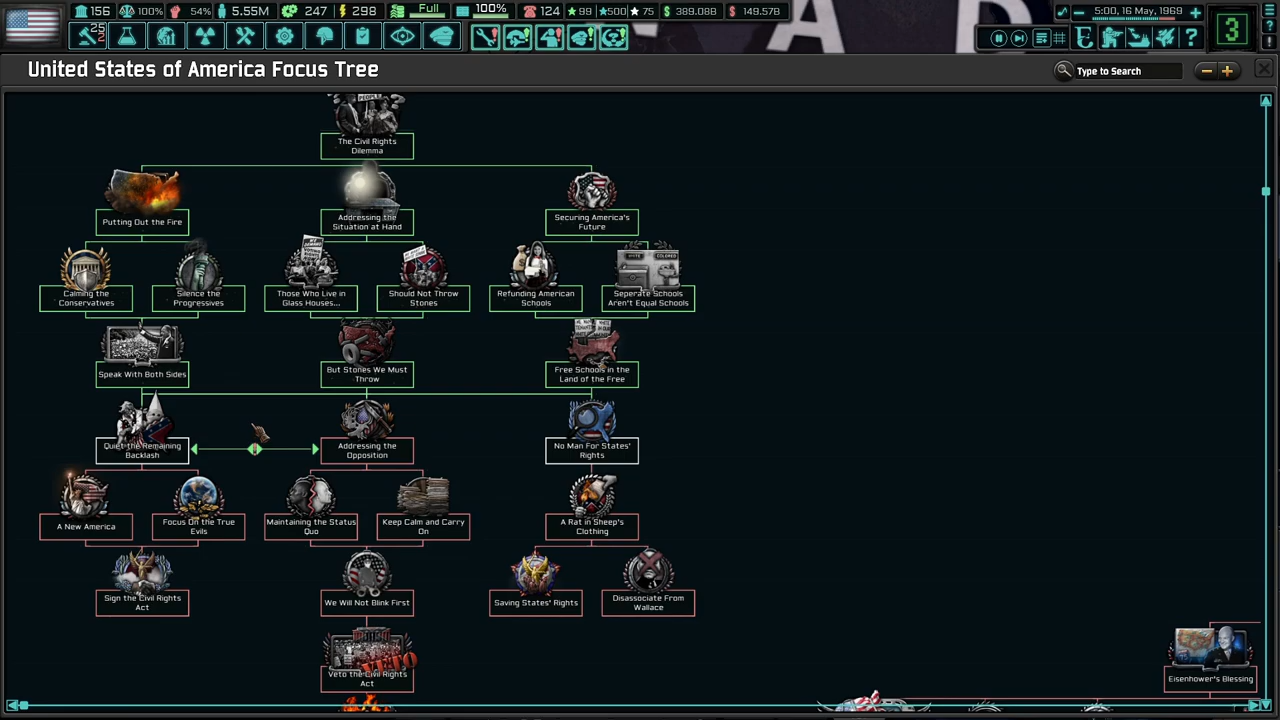 156 100% 54% 5.55M 247 298 Full 100% 124 99 500 75 $ 389.088 $ 149.578 5:00, 16 May, 1969
3
United States of America Focus Tree
Type to Search
PEOPLE
The Civil Rights
Dilemma
Putting Out the Fire
Addressing the
Situation at Hand
Securing America's
Future
WE DEMAND
WHITE COLORED
Calming the
Conservatives
Silence the
Progressives
Those Who Live in
Glass Houses...
Should Not Throw
Stones
Refunding American
Schools
Seperate Schools
Aren't Equal Schools
Speak With Both Sides
But Stones We Must
Throw
Free Schools in the
Land of the Free
Quiet the Remaining
Backlash
Addressing the
Opposition
No Man For States'
Rights
A New America
Focus On the True
Evils
Maintaining the Status
Quo
Keep Calm and Carry
On
A Rat in Sheep's
Clothing
Sign the Civil Rights
Act
We Will Not Blink First
Saving States' Rights
Disassociate From
Wallace
VETO
Veto the Civil Rights
Act
Eisenhower's Blessing